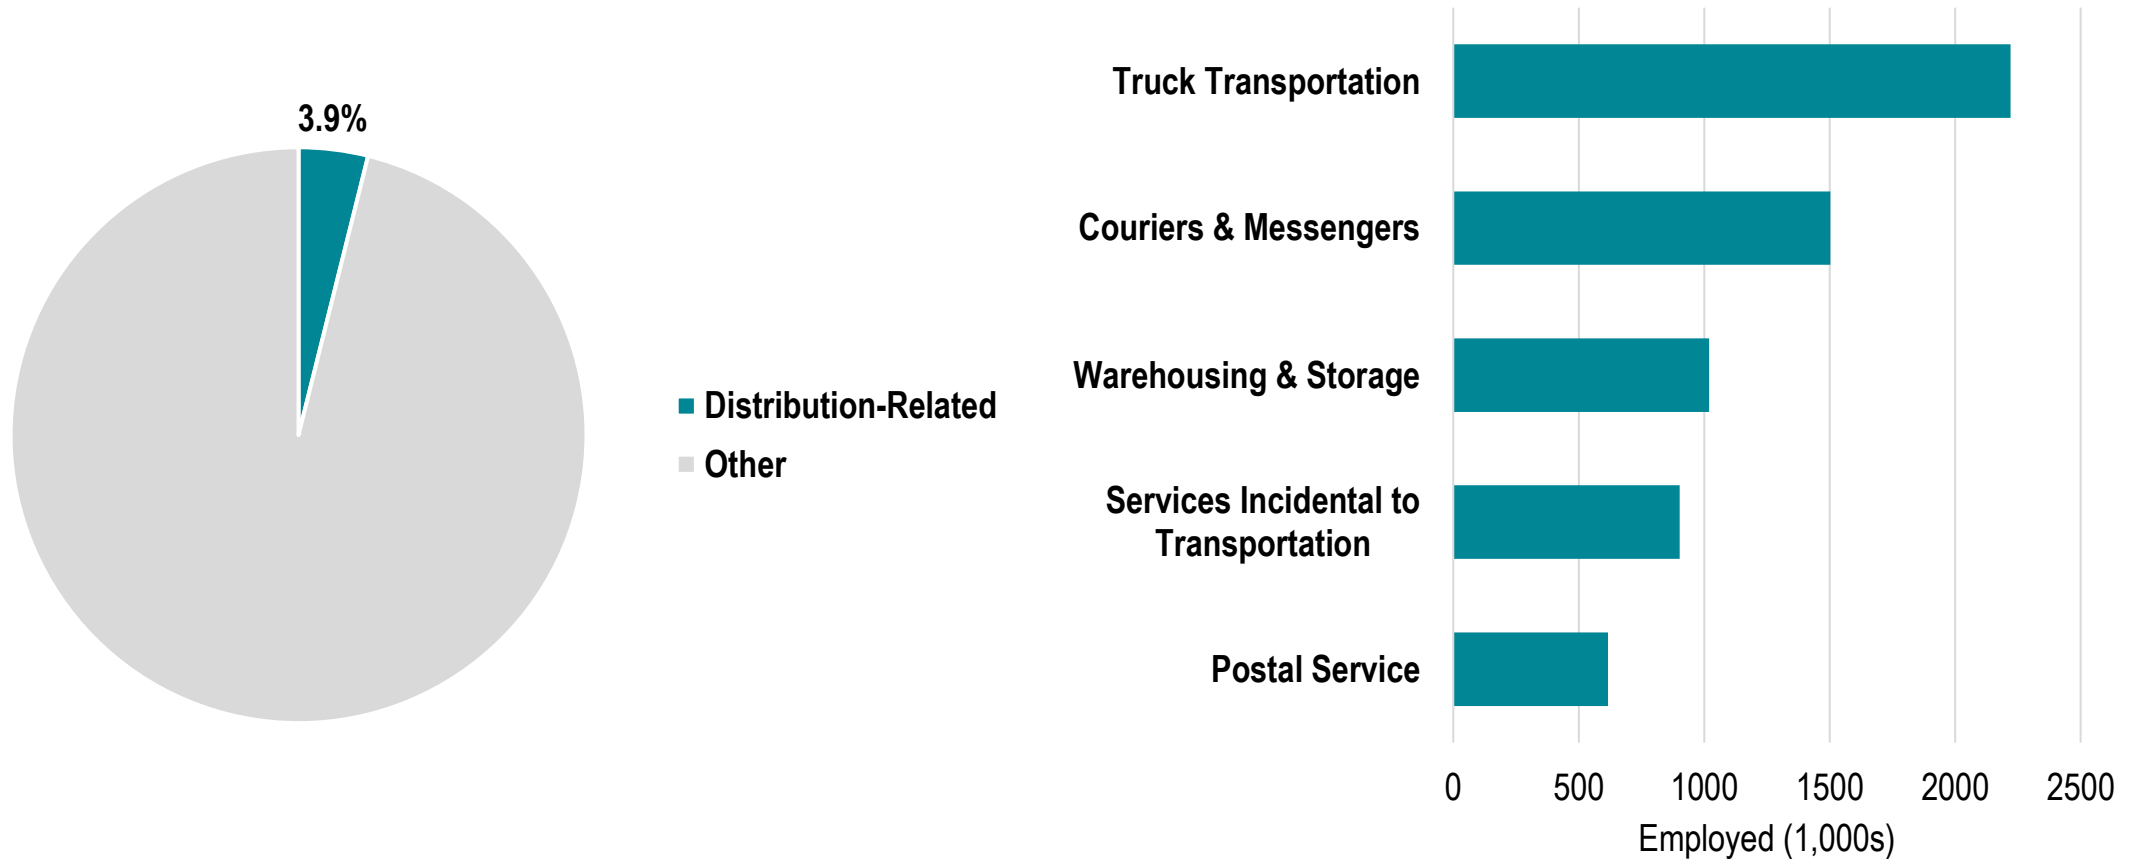 3.9%
Distribution-Related
Other
Truck Transportation
Couriers & Messengers
Warehousing & Storage
Services Incidental to
Transportation
Postal Service
0 500 1000 1500 2000 2500
Employed (1,000s)